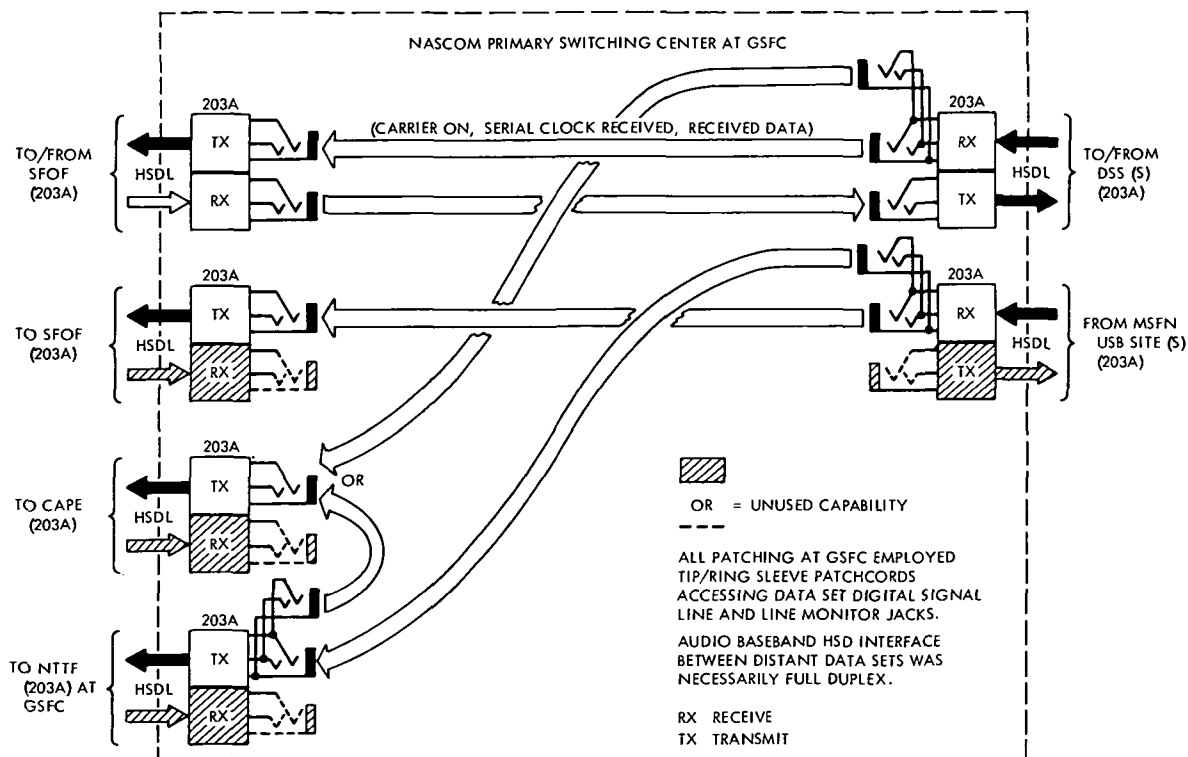 NASCOM PRIMARY SWITCHING CENTER AT GSFC
203A
TX
RX
TO/FROM
SFOF
(203A)
HSDL
(CARRIER ON, SERIAL CLOCK RECEIVED, RECEIVED DATA)
203A
RX
TX
HSDL
TO/FROM
DSS (S)
(203A)
203A
TX
RX
TO SFOF
(203A)
HSDL
203A
RX
TX
HSDL
FROM MSFN
USB SITE (S)
(203A)
203A
TX
RX
TO CAPE
(203A)
HSDL
OR
203A
TX
RX
TO NTTF
(203A) AT
GSFC
HSDL
OR = UNUSED CAPABILITY
ALL PATCHING AT GSFC EMPLOYED
TIP/RING SLEEVE PATCHCORDS
ACCESSING DATA SET DIGITAL SIGNAL
LINE AND LINE MONITOR JACKS.
AUDIO BASEBAND HSD INTERFACE
BETWEEN DISTANT DATA SETS WAS
NECESSARILY FULL DUPLEX.
RX RECEIVE
TX TRANSMIT